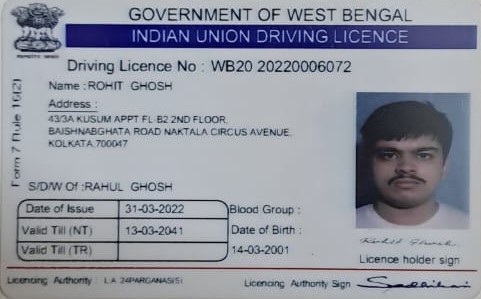 GOVERNMENT OF WEST BENGAL
INDIAN UNION DRIVING LICENCE
Driving Licence No : WB20 20220006072
Name : ROHIT GHOSH
Address :
43/3A KUSUM APPT FL-B2 2ND FLOOR,
BAISHNABGHATA ROAD NAKTALA CIRCUS AVENUE,
KOLKATA,700047
Form 7 Rule 16(2)
S/D/W Of :RAHUL GHOSH
Date of Issue 31-03-2022 Blood Group :
Valid Till (NT) 13-03-2041 Date of Birth :
Valid Till (TR) 14-03-2001
Rohit Ghosh
Licence holder sign
Licencing Authority : L.A. 24PARGANAS(S) Licencing Authority Sign